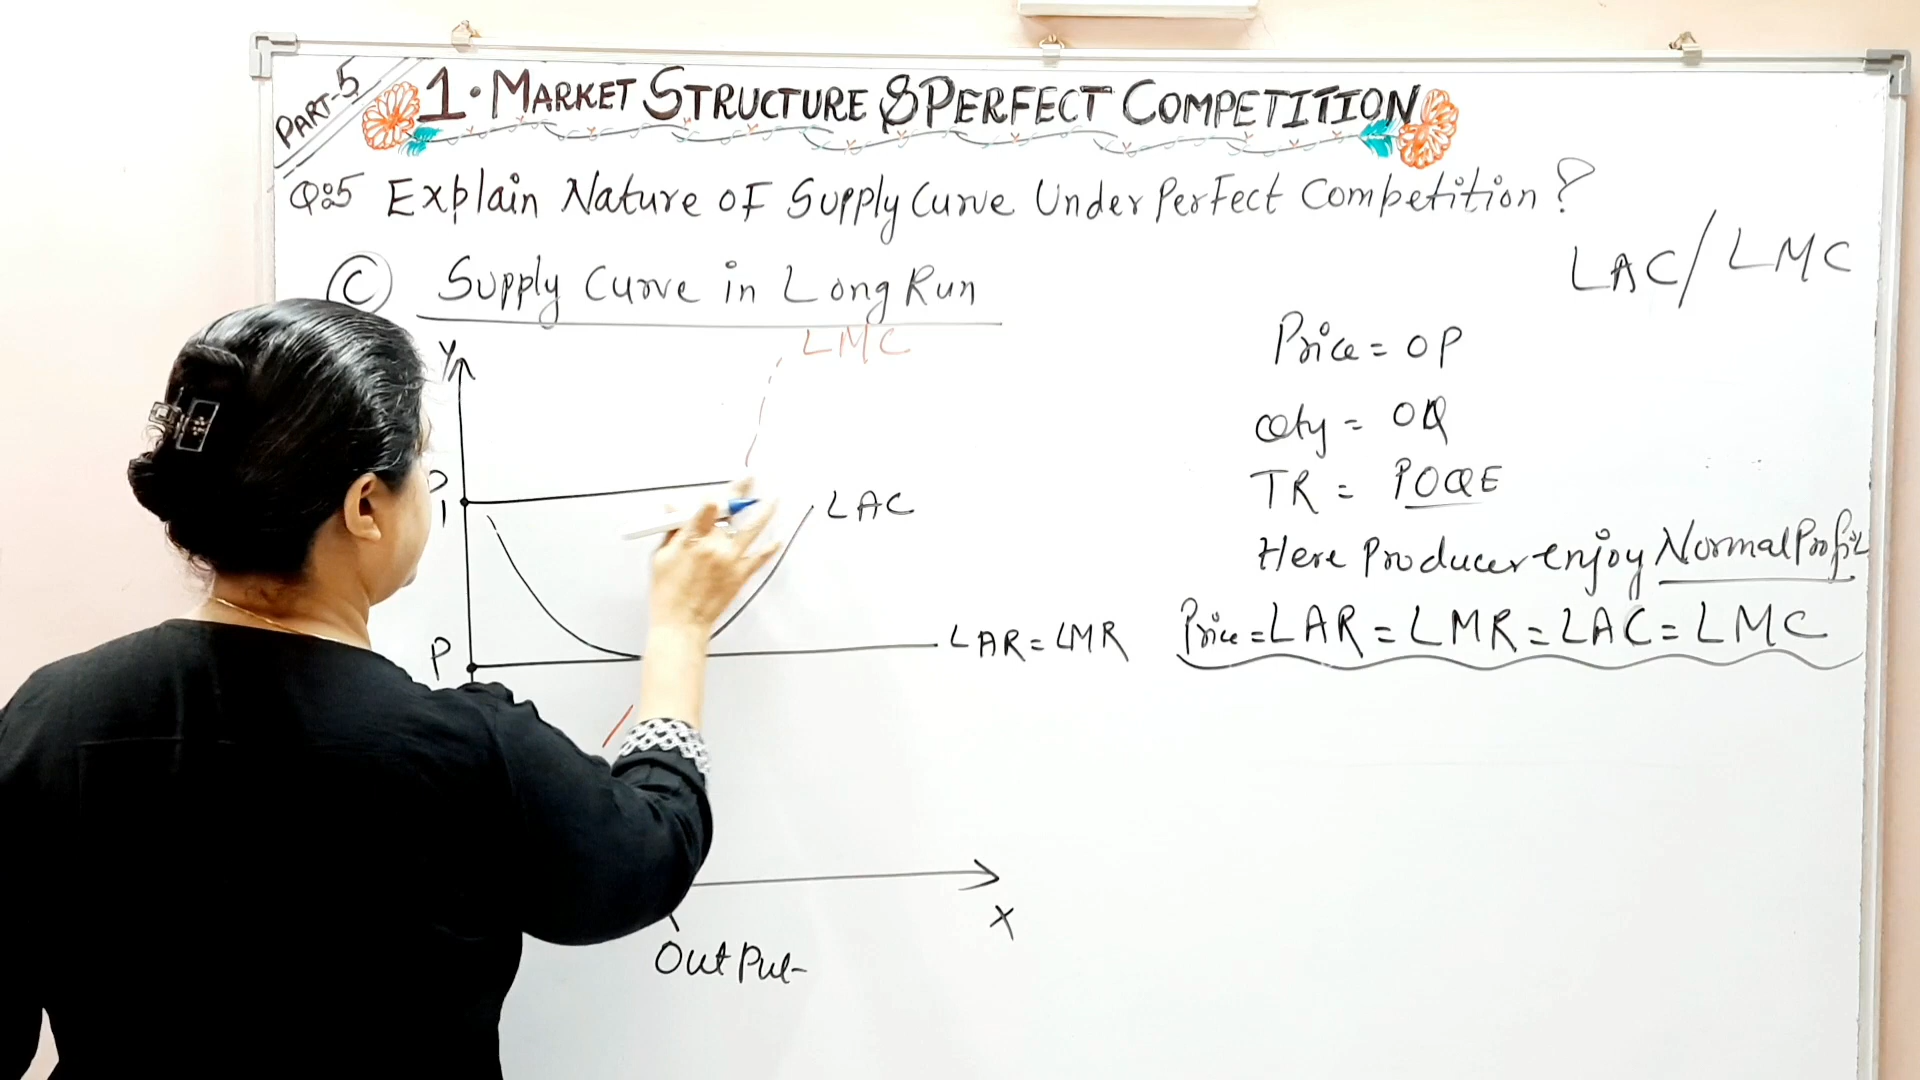 PART-5
1. MARKET STRUCTURE & PERFECT COMPETITION
Q:5 Explain Nature of Supply Curve Under Perfect Competition?
LAC/LMC
C Supply Curve in Long Run
LMC
Y
Price = OP
Qty = OQ
TR = POQE
P1
LAC
Here Producer enjoy Normal Profit
Price = LAR = LMR = LAC = LMC
P
LAR = LMR
X
Output